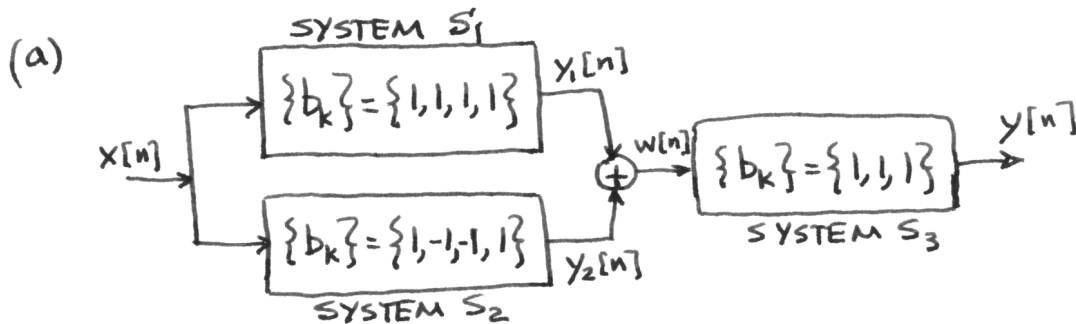 (a)
SYSTEM S1
{bk} = {1, 1, 1, 1}
y1[n]
x[n]
+
w[n]
{bk} = {1, 1, 1}
y[n]
SYSTEM S3
{bk} = {1, -1, -1, 1}
y2[n]
SYSTEM S2